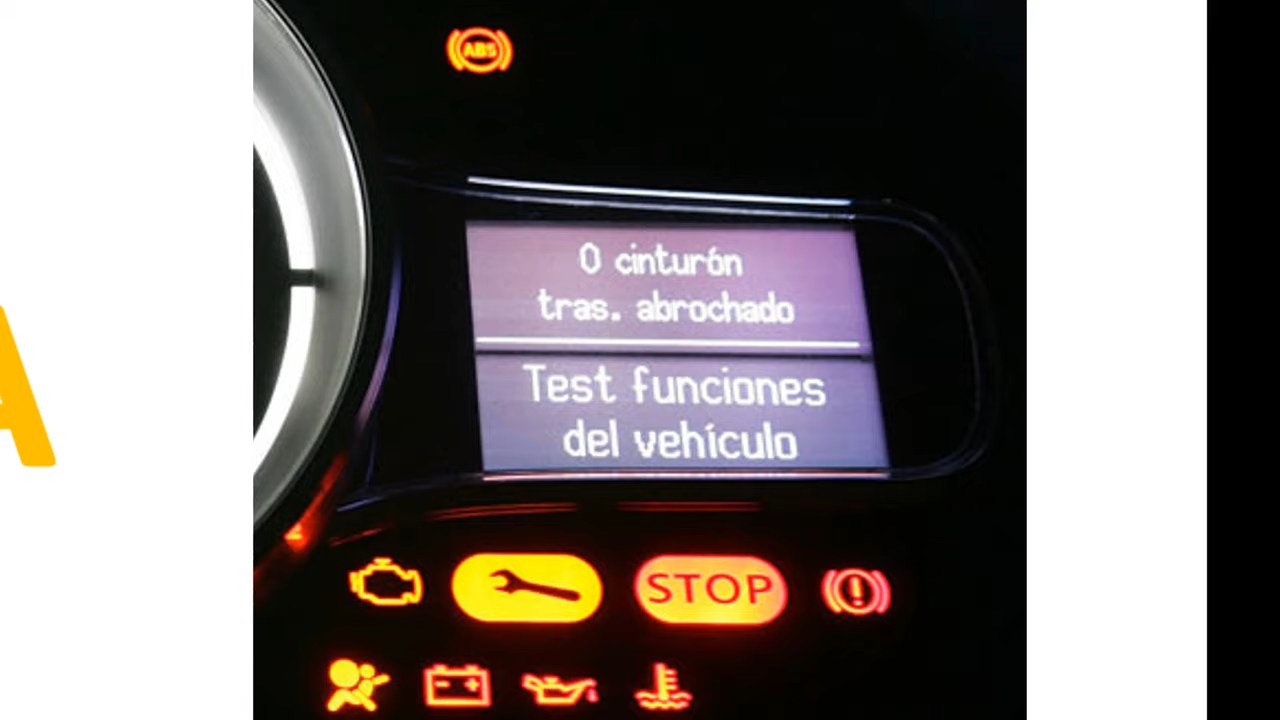 ABS
0 cinturón
tras. abrochado
Test funciones
del vehículo
STOP
A